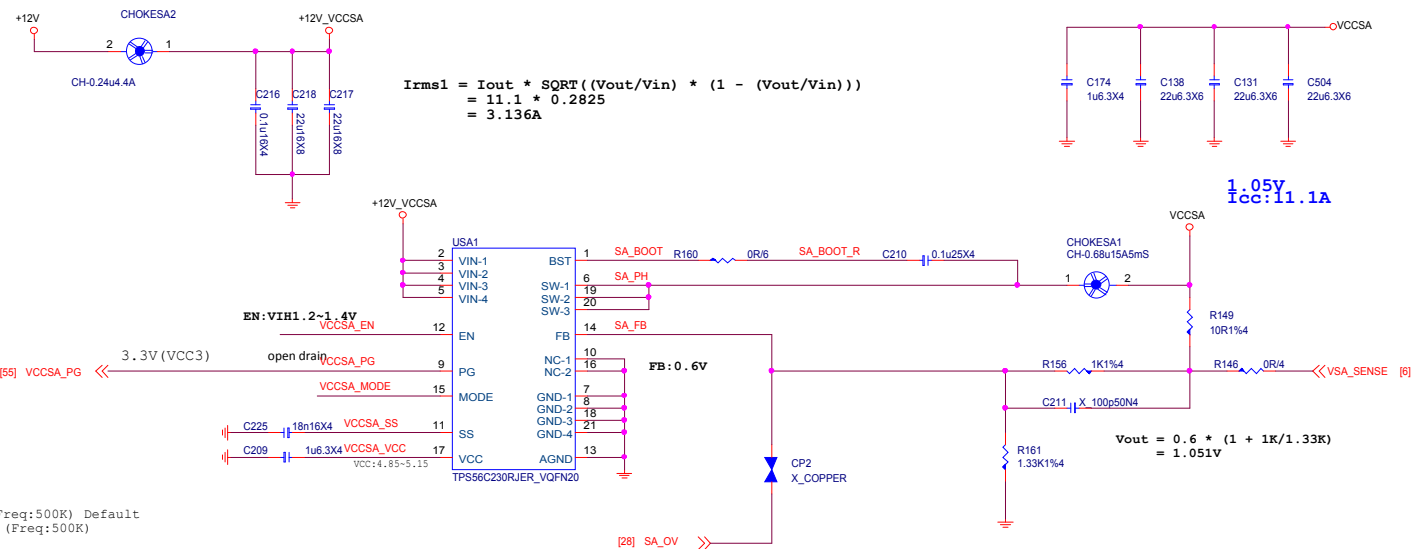 +12V
CHOKESA2
+12V_VCCSA
2
1
CH-0.24u4.4A
C216
C218
C217
0.1u16X4
22u16X8
22u16X8
Irms1 = Iout * SQRT((Vout/Vin) * (1 - (Vout/Vin)))
= 11.1 * 0.2825
= 3.136A
VCCSA
C174
1u6.3X4
C138
22u6.3X6
C131
22u6.3X6
C504
22u6.3X6
1.05V
Icc:11.1A
+12V_VCCSA
USA1
2 VIN-1
3 VIN-2
4 VIN-3
5 VIN-4
12 EN
9 PG
15 MODE
11 SS
17 VCC
BST 1
SW-1 6
SW-2 19
SW-3 20
FB 14
NC-1 10
NC-2 16
GND-1 7
GND-2 8
GND-3 18
GND-4 21
AGND 13
TPS56C230RJER_VQFN20
EN:VIH1.2~1.4V
VCCSA_EN
3.3V(VCC3)
open drain
VCCSA_PG
[55] VCCSA_PG
VCCSA_MODE
C225
18n16X4
VCCSA_SS
C209
1u6.3X4
VCCSA_VCC
VCC:4.85~5.15
SA_BOOT
R160
0R/6
SA_BOOT_R
C210
0.1u25X4
SA_PH
SA_FB
FB:0.6V
VCCSA
CHOKESA1
CH-0.68u15A5mS
1
2
R149
10R1%4
R156
1K1%4
R146
0R/4
VSA_SENSE [6]
C211
X_100p50N4
R161
1.33K1%4
Vout = 0.6 * (1 + 1K/1.33K)
= 1.051V
CP2
X_COPPER
[28] SA_OV
Freq:500K) Default
(Freq:500K)